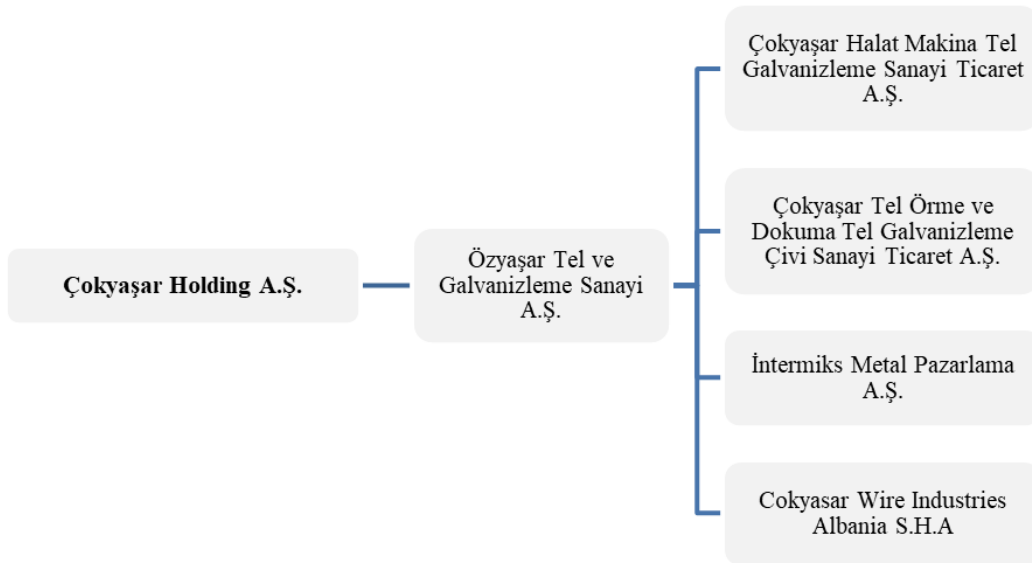 Çokyaşar Holding A.Ş.
Özyaşar Tel ve
Galvanizleme Sanayi
A.Ş.
Çokyaşar Halat Makina Tel
Galvanizleme Sanayi Ticaret
A.Ş.
Çokyaşar Tel Örme ve
Dokuma Tel Galvanizleme
Çivi Sanayi Ticaret A.Ş.
İntermiks Metal Pazarlama
A.Ş.
Cokyasar Wire Industries
Albania S.H.A